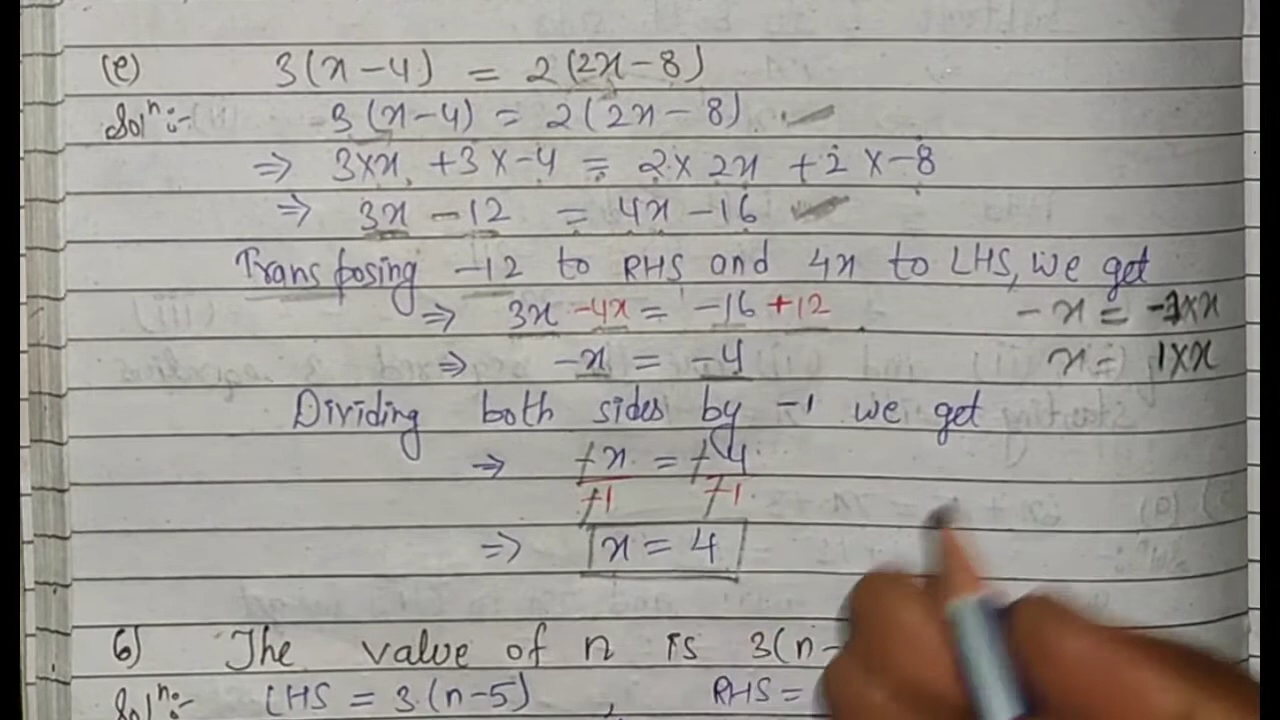 (e) 3(x-4) = 2(2x-8)
Solⁿ:- 3(x-4) = 2(2x-8)
⇒ 3×x + 3×-4 = 2×2x + 2×-8
⇒ 3x - 12 = 4x - 16
Transposing -12 to RHS and 4x to LHS, we get
⇒ 3x - 4x = -16 + 12
- x = -1×x
⇒ -x = -4
x = 1×x
Dividing both sides by -1 we get
⇒ -x/-1 = -4/-1
⇒ x = 4
6) The value of n is 3(n-
Solⁿ:- LHS = 3(n-5) , RHS =